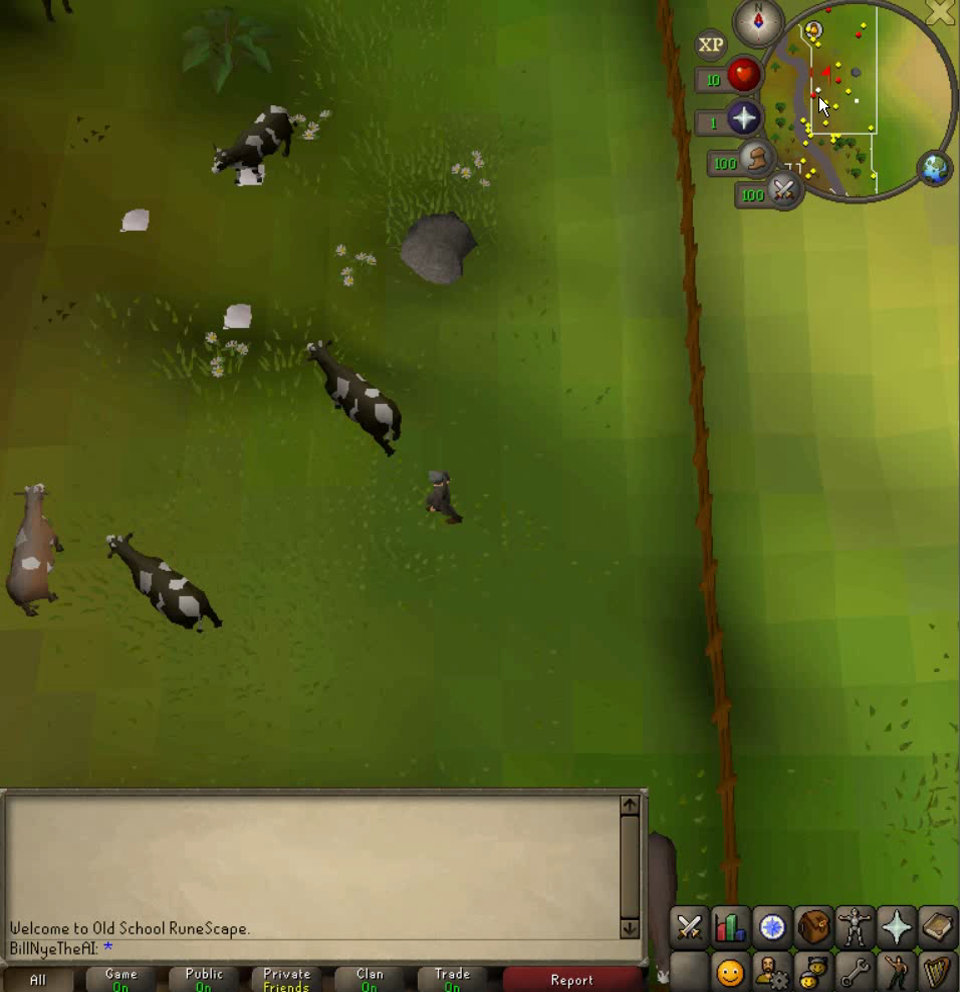 N
XP
10
1
100
100
Welcome to Old School RuneScape.
BillNyeTheAI: *
All
Game
On
Public
On
Private
Friends
Clan
On
Trade
On
Report